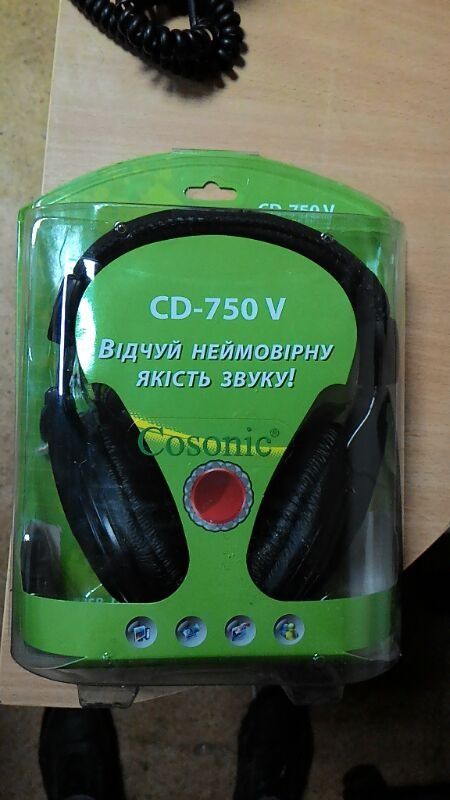 CD-750 V
CD-750 V
ВІДЧУЙ НЕЙМОВІРНУ
ЯКІСТЬ ЗВУКУ!
Cosonic®